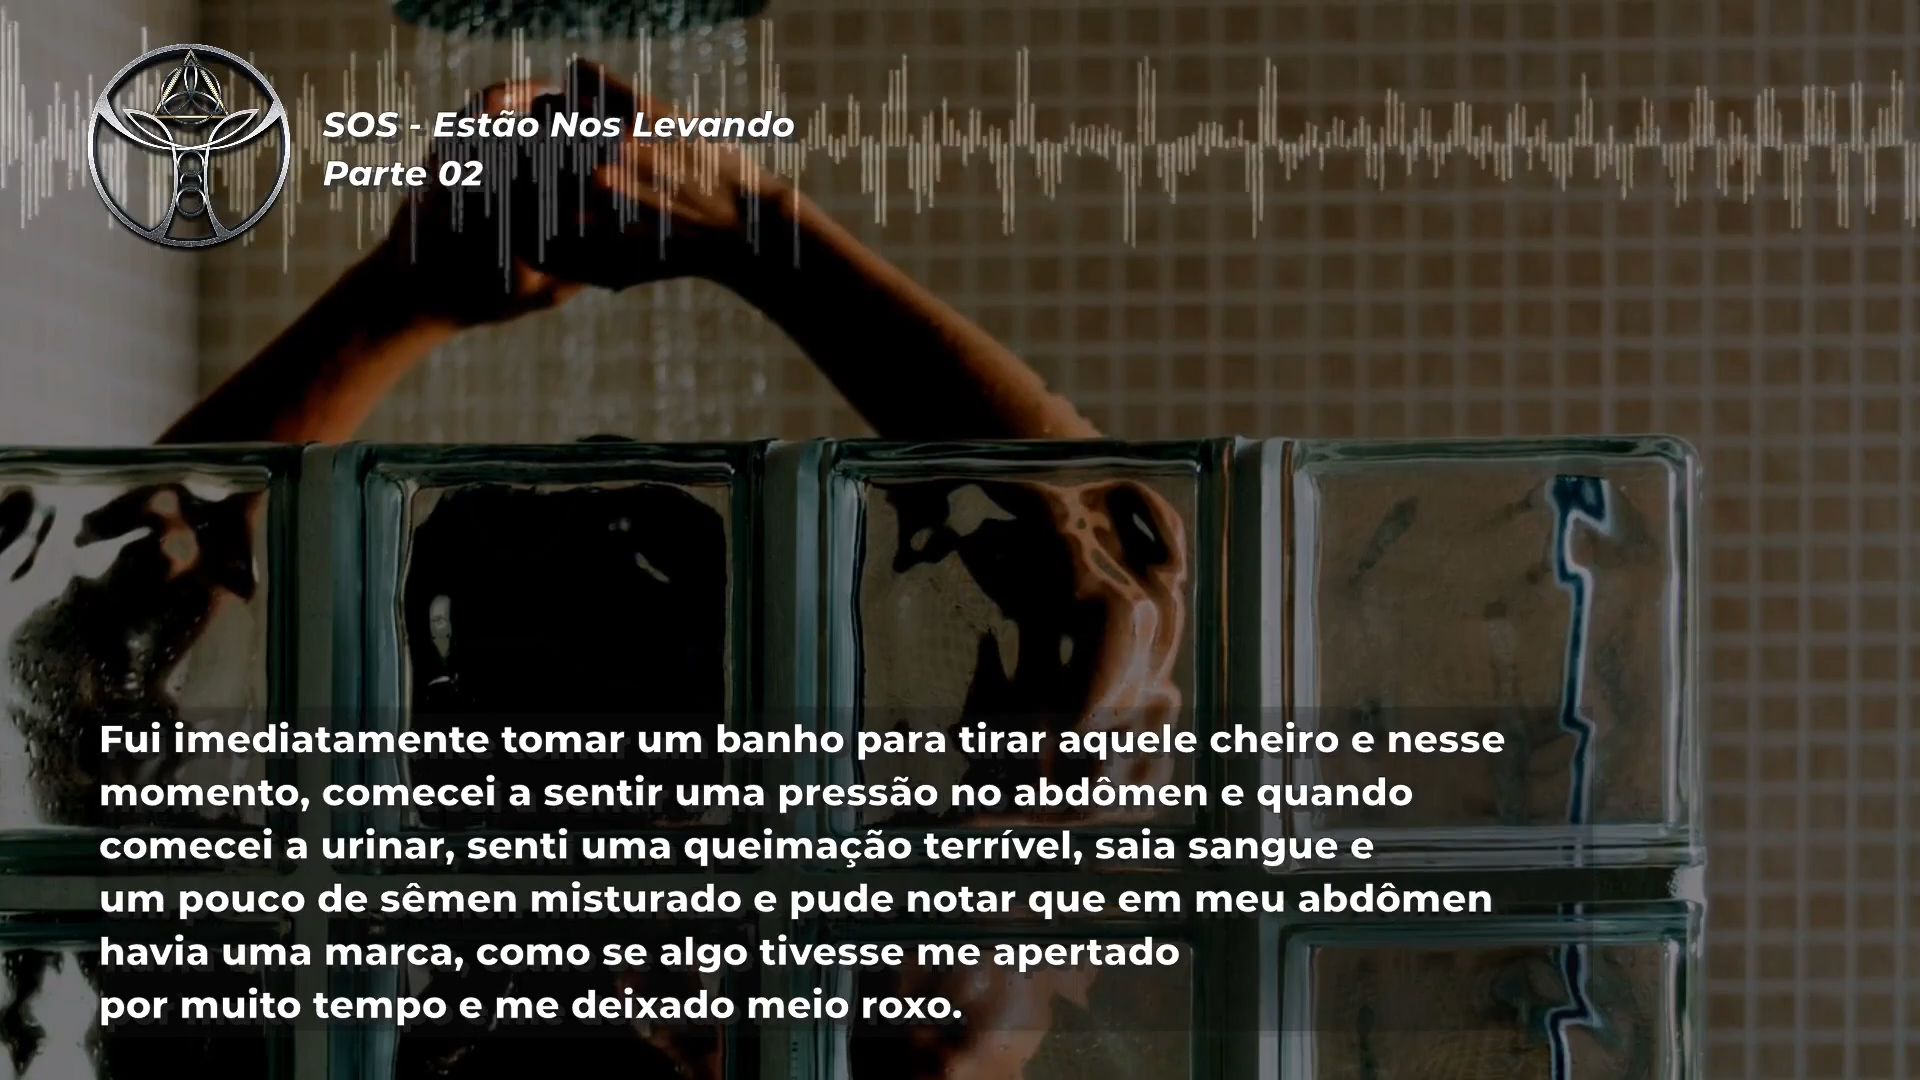 SOS - Estão Nos Levando
Parte 02
Fui imediatamente tomar um banho para tirar aquele cheiro e nesse
momento, comecei a sentir uma pressão no abdômen e quando
comecei a urinar, senti uma queimação terrível, saia sangue e
um pouco de sêmen misturado e pude notar que em meu abdômen
havia uma marca, como se algo tivesse me apertado
por muito tempo e me deixado meio roxo.